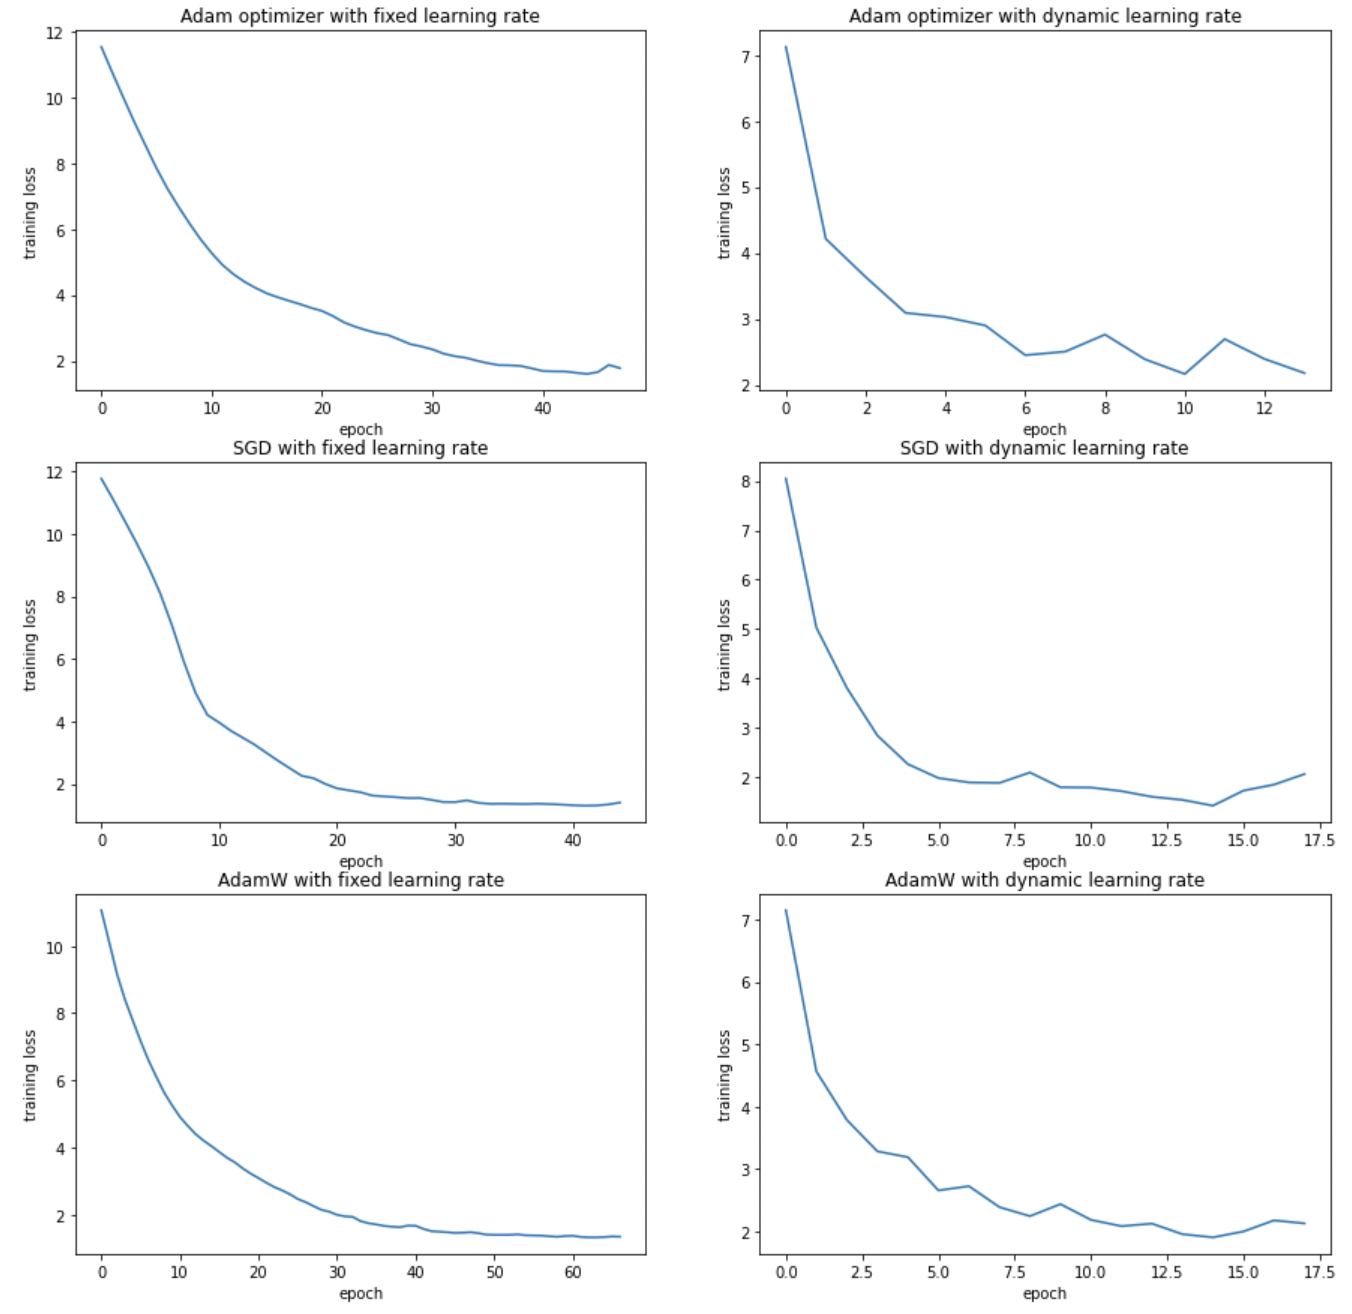 Adam optimizer with fixed learning rate
12
10
8
6
4
2
training loss
0 10 20 30 40
epoch
Adam optimizer with dynamic learning rate
7
6
5
4
3
2
training loss
0 2 4 6 8 10 12
epoch
SGD with fixed learning rate
12
10
8
6
4
2
training loss
0 10 20 30 40
epoch
SGD with dynamic learning rate
8
7
6
5
4
3
2
training loss
0.0 2.5 5.0 7.5 10.0 12.5 15.0 17.5
epoch
AdamW with fixed learning rate
10
8
6
4
2
training loss
0 10 20 30 40 50 60
epoch
AdamW with dynamic learning rate
7
6
5
4
3
2
training loss
0.0 2.5 5.0 7.5 10.0 12.5 15.0 17.5
epoch